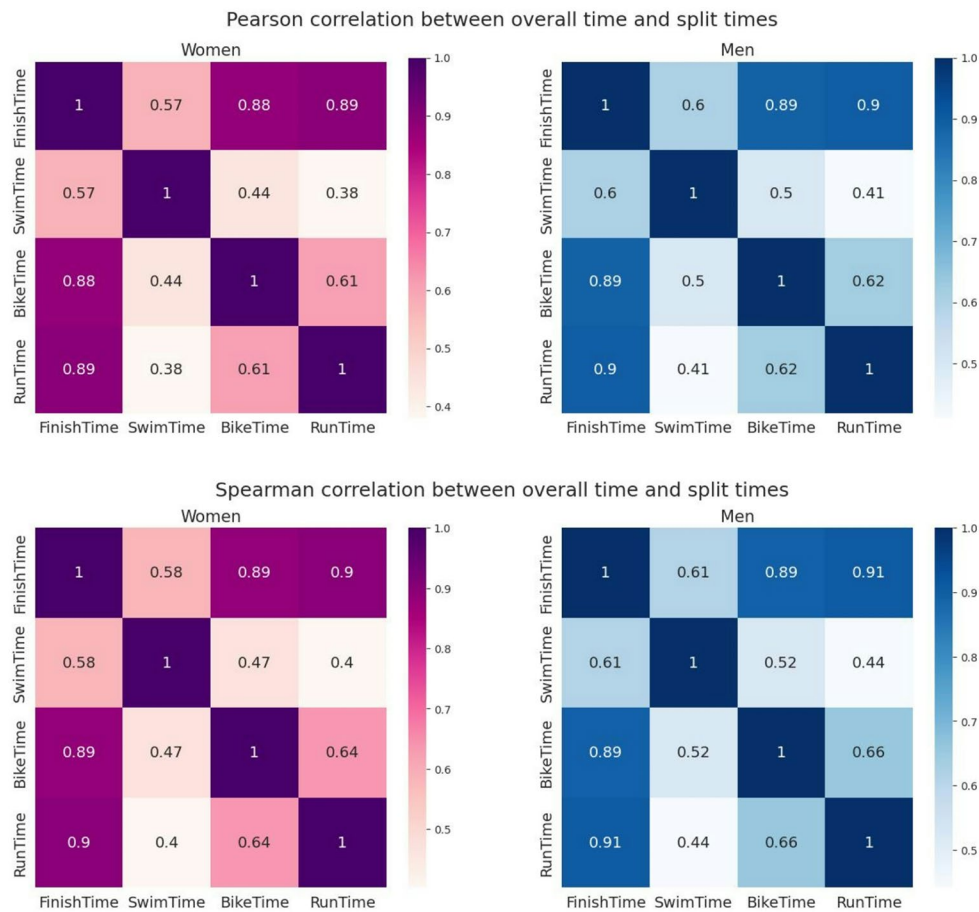 Pearson correlation between overall time and split times
Women
FinishTime 1 0.57 0.88 0.89
SwimTime 0.57 1 0.44 0.38
BikeTime 0.88 0.44 1 0.61
RunTime 0.89 0.38 0.61 1
FinishTime SwimTime BikeTime RunTime
1.0
0.9
0.8
0.7
0.6
0.5
0.4
Men
FinishTime 1 0.6 0.89 0.9
SwimTime 0.6 1 0.5 0.41
BikeTime 0.89 0.5 1 0.62
RunTime 0.9 0.41 0.62 1
FinishTime SwimTime BikeTime RunTime
1.0
0.9
0.8
0.7
0.6
0.5
Spearman correlation between overall time and split times
Women
FinishTime 1 0.58 0.89 0.9
SwimTime 0.58 1 0.47 0.4
BikeTime 0.89 0.47 1 0.64
RunTime 0.9 0.4 0.64 1
FinishTime SwimTime BikeTime RunTime
1.0
0.9
0.8
0.7
0.6
0.5
Men
FinishTime 1 0.61 0.89 0.91
SwimTime 0.61 1 0.52 0.44
BikeTime 0.89 0.52 1 0.66
RunTime 0.91 0.44 0.66 1
FinishTime SwimTime BikeTime RunTime
1.0
0.9
0.8
0.7
0.6
0.5